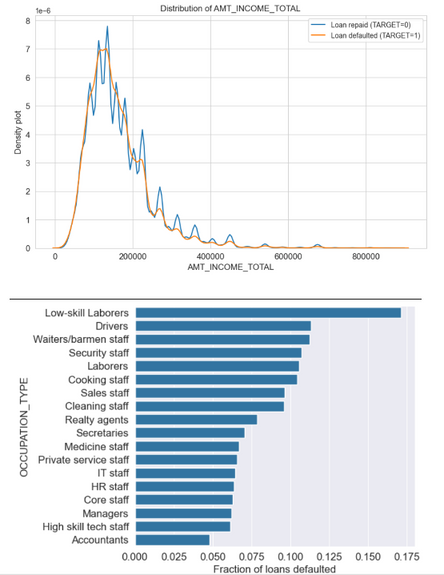 Distribution of AMT_INCOME_TOTAL
1e-6
Loan repaid (TARGET=0)
Loan defaulted (TARGET=1)
8
7
6
5
4
3
2
1
0
Density plot
0 200000 400000 600000 800000
AMT_INCOME_TOTAL
OCCUPATION_TYPE
Low-skill Laborers
Drivers
Waiters/barmen staff
Security staff
Laborers
Cooking staff
Sales staff
Cleaning staff
Realty agents
Secretaries
Medicine staff
Private service staff
IT staff
HR staff
Core staff
Managers
High skill tech staff
Accountants
0.000 0.025 0.050 0.075 0.100 0.125 0.150 0.175
Fraction of loans defaulted